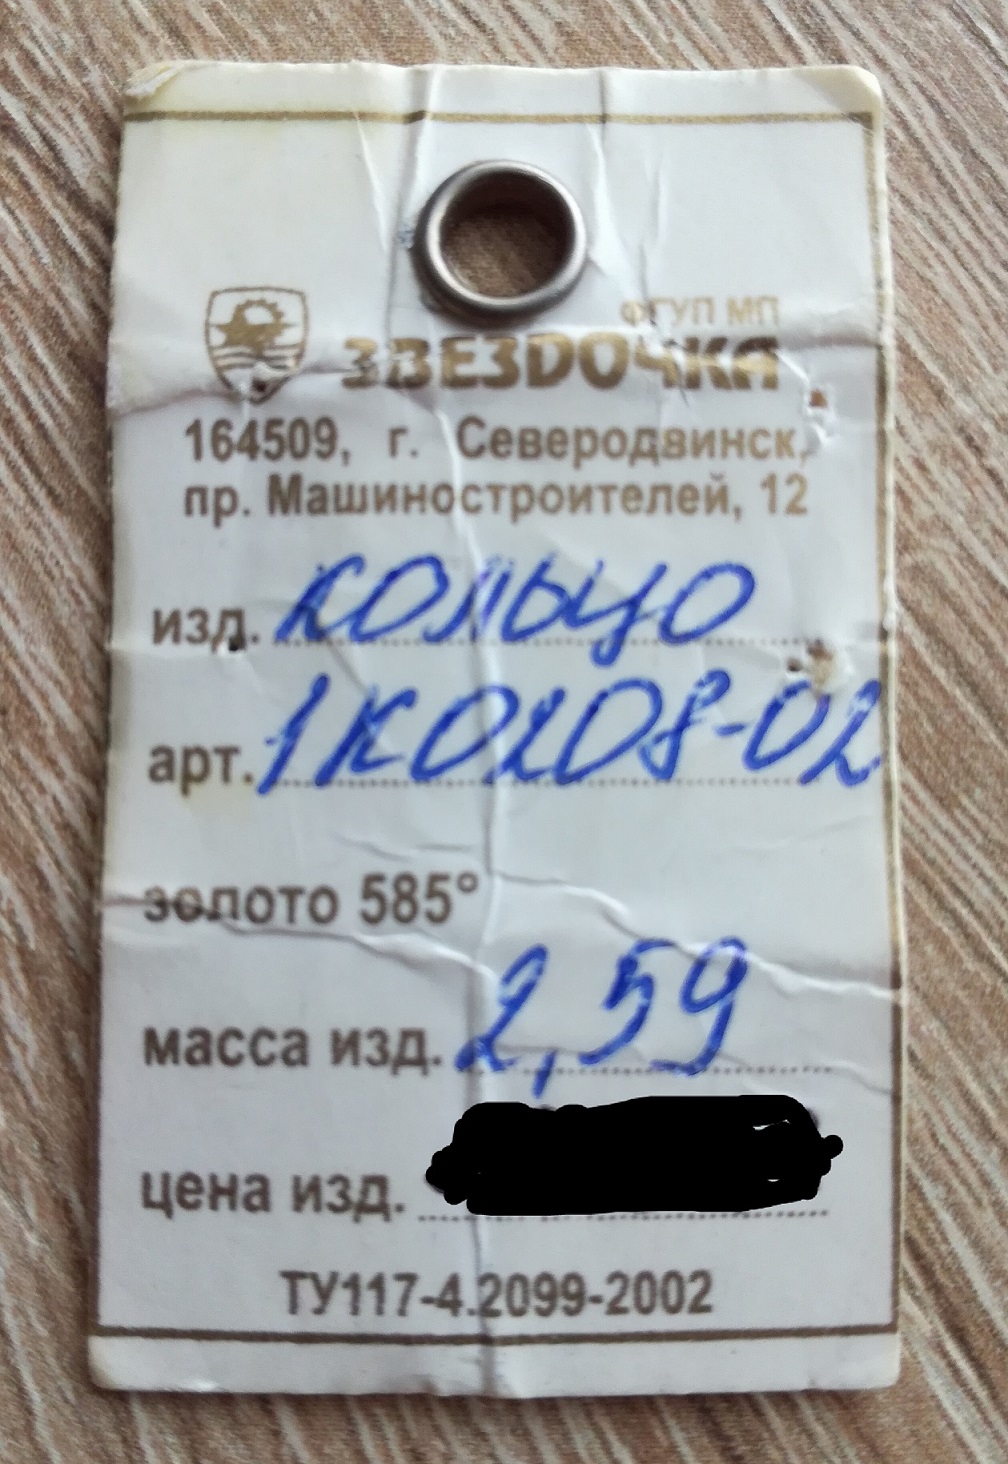 ФГУП МП
ЗВЕЗDОЧКА
164509, г. Северодвинск,
пр. Машиностроителей, 12
изд. кольцо
арт. 1К0208-02
золото 585°
масса изд. 2,59
цена изд.
ТУ117-4.2099-2002